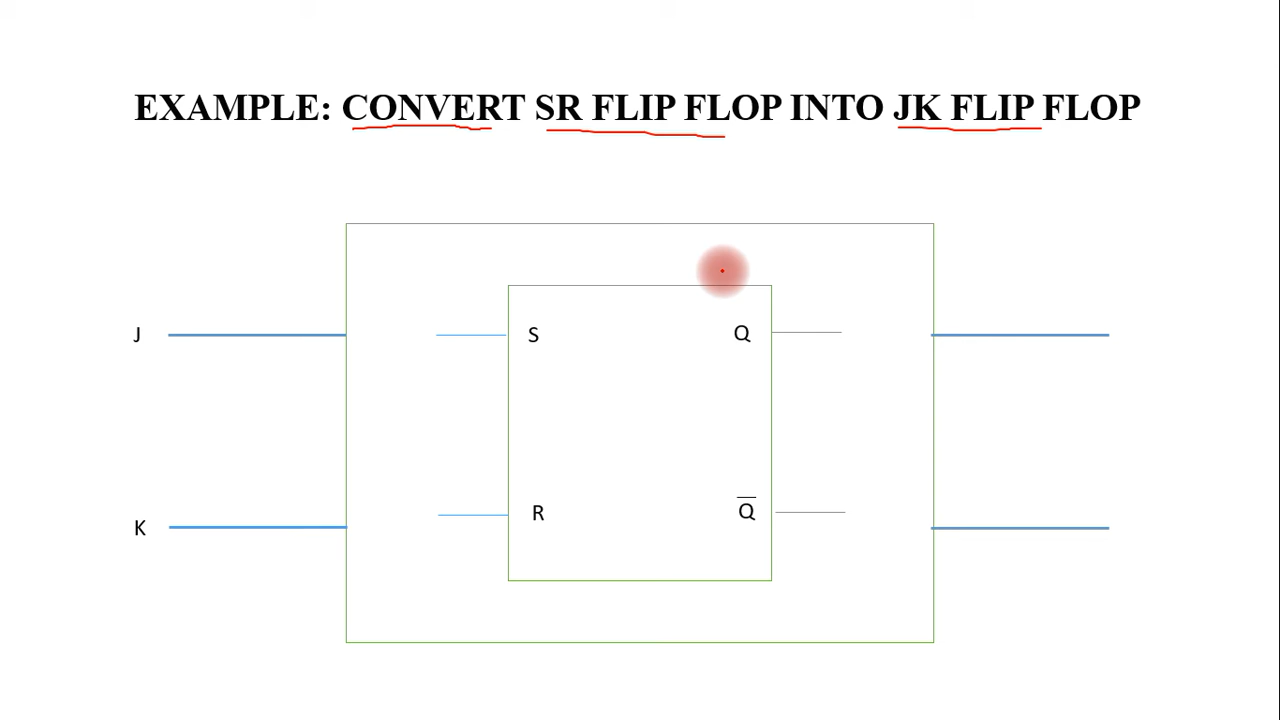 EXAMPLE: CONVERT SR FLIP FLOP INTO JK FLIP FLOP
J S Q
K R Q̅